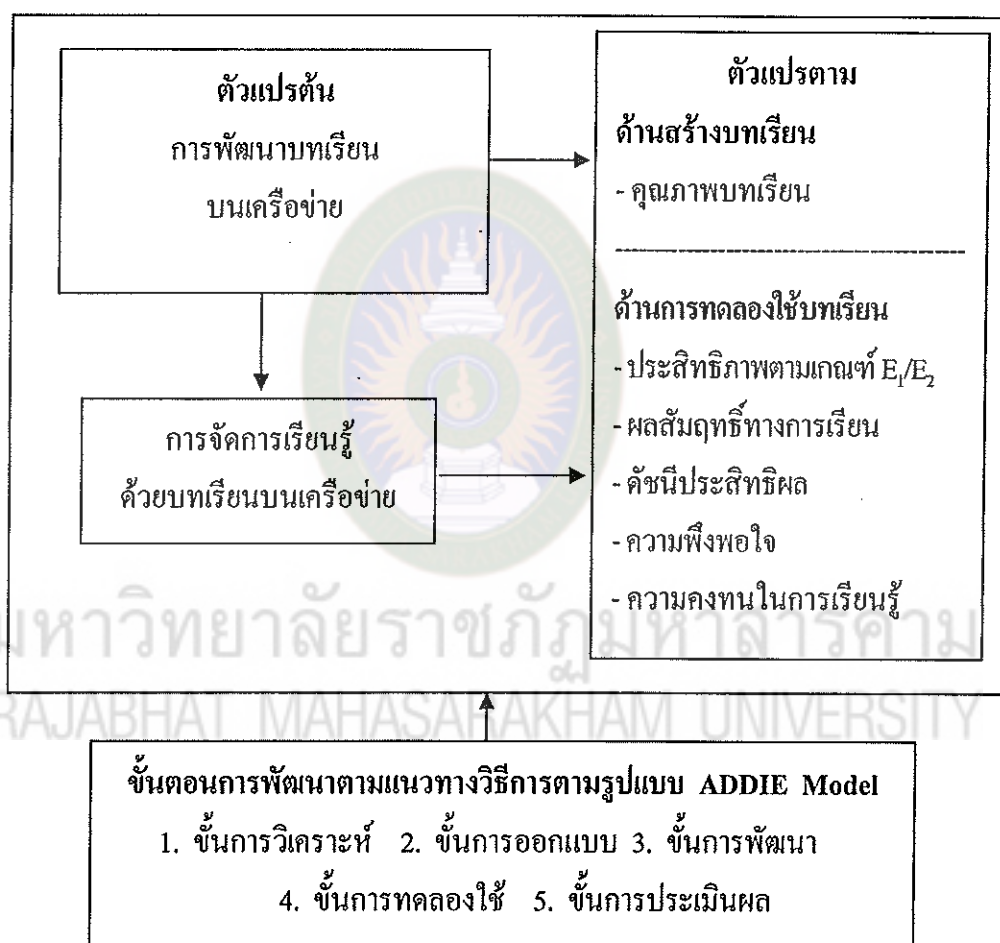 ตัวแปรต้น
การพัฒนาบทเรียน
บนเครือข่าย
การจัดการเรียนรู้
ด้วยบทเรียนบนเครือข่าย
ตัวแปรตาม
ด้านสร้างบทเรียน
- คุณภาพบทเรียน
ด้านการทดลองใช้บทเรียน
- ประสิทธิภาพตามเกณฑ์ E₁/E₂
- ผลสัมฤทธิ์ทางการเรียน
- ดัชนีประสิทธิผล
- ความพึงพอใจ
- ความคงทนในการเรียนรู้
มหาวิทยาลัยราชภัฏมหาสารคาม
RAJABHAT MAHASARAKHAM UNIVERSITY
ขั้นตอนการพัฒนาตามแนวทางวิธีการตามรูปแบบ ADDIE Model
1. ขั้นการวิเคราะห์ 2. ขั้นการออกแบบ 3. ขั้นการพัฒนา
4. ขั้นการทดลองใช้ 5. ขั้นการประเมินผล